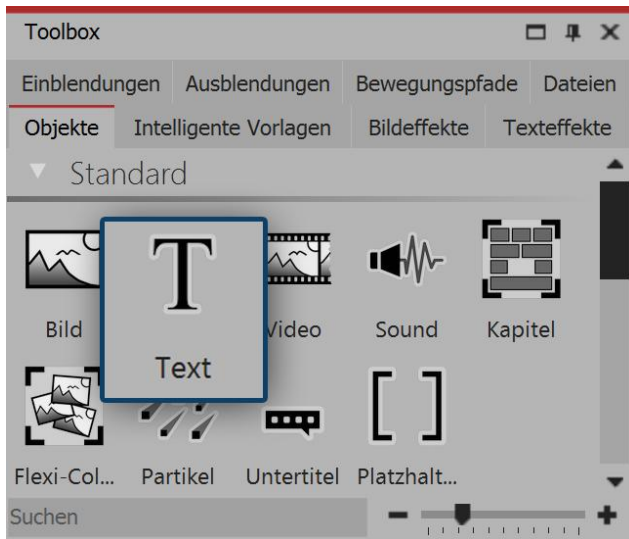 Toolbox
Einblendungen Ausblendungen Bewegungspfade Dateien
Objekte Intelligente Vorlagen Bildeffekte Texteffekte
Standard
T
Bild Text Video Sound Kapitel
Flexi-Col... Partikel Untertitel Platzhalt...
Suchen